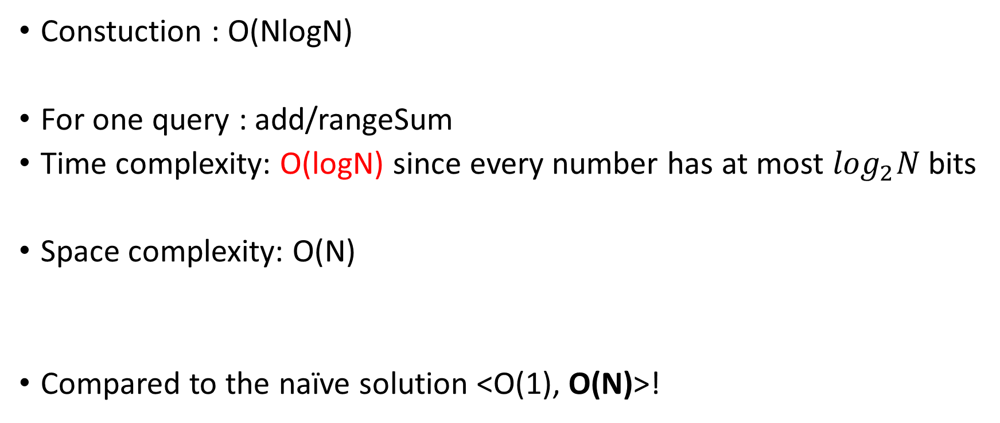 • Constuction : O(NlogN)
• For one query : add/rangeSum
• Time complexity: O(logN) since every number has at most log₂N bits
• Space complexity: O(N)
• Compared to the naïve solution <O(1), O(N)>!